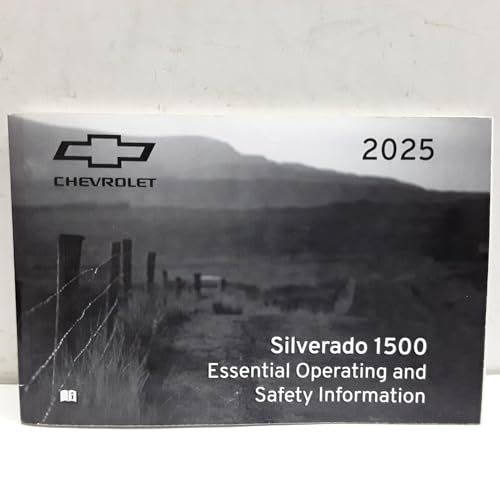 CHEVROLET
2025
Silverado 1500
Essential Operating and
Safety Information